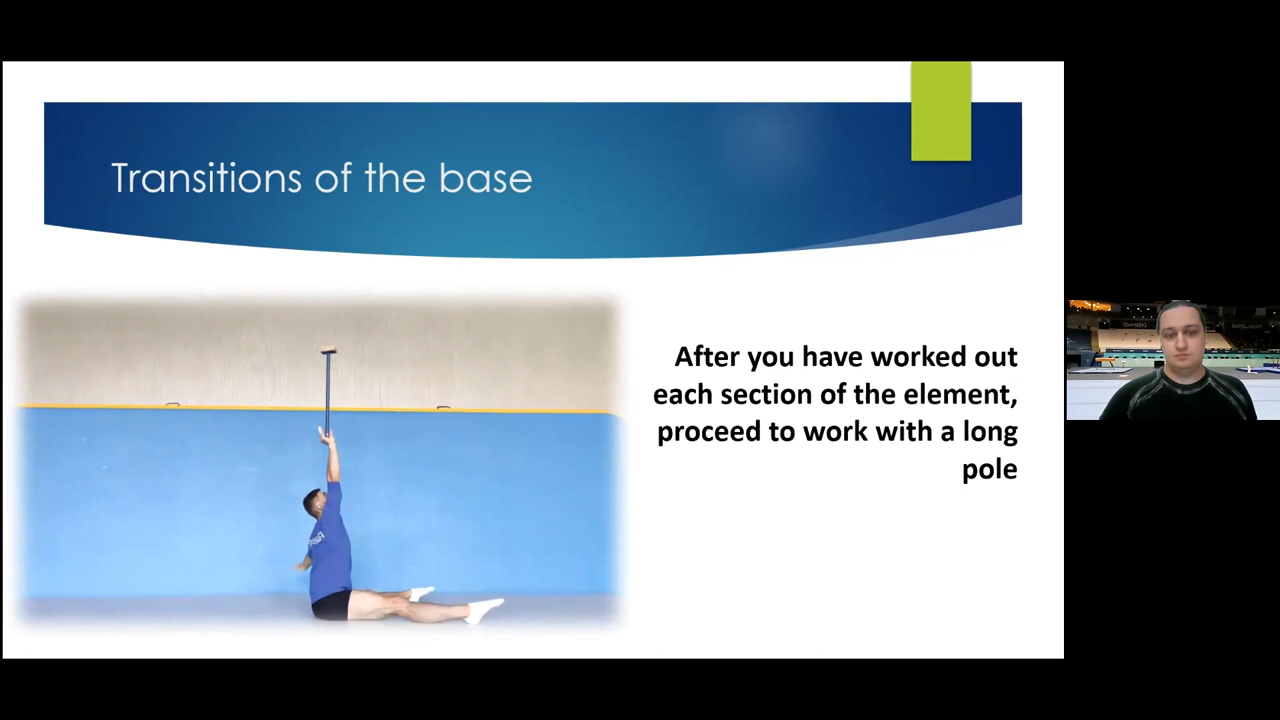 Transitions of the base
After you have worked out
each section of the element,
proceed to work with a long
pole